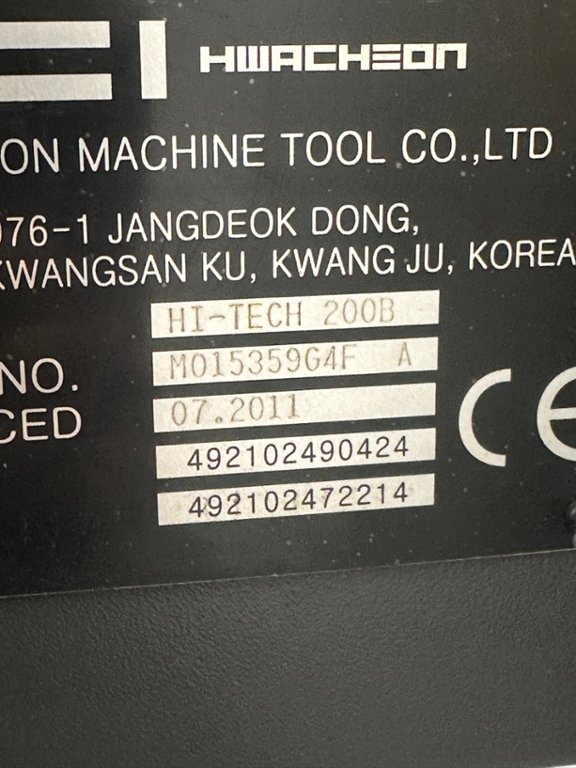 HWACHEON
ON MACHINE TOOL CO.,LTD
076-1 JANGDEOK DONG,
KWANGSAN KU, KWANG JU, KOREA
HI-TECH 200B
NO. M015359G4F A
CED 07.2011
492102490424
492102472214
CE